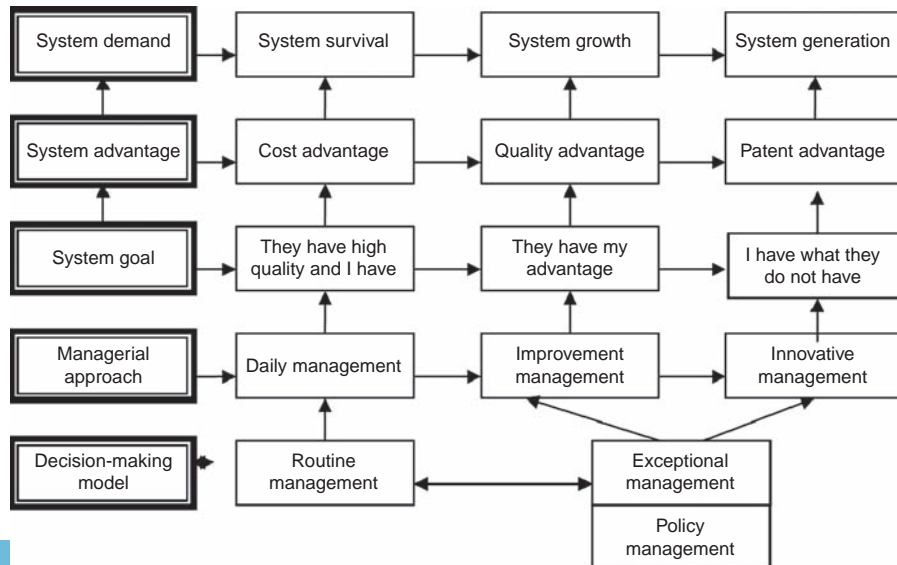 System demand
System survival
System growth
System generation
System advantage
Cost advantage
Quality advantage
Patent advantage
System goal
They have high
quality and I have
They have my
advantage
I have what they
do not have
Managerial
approach
Daily management
Improvement
management
Innovative
management
Decision-making
model
Routine
management
Exceptional
management
Policy
management